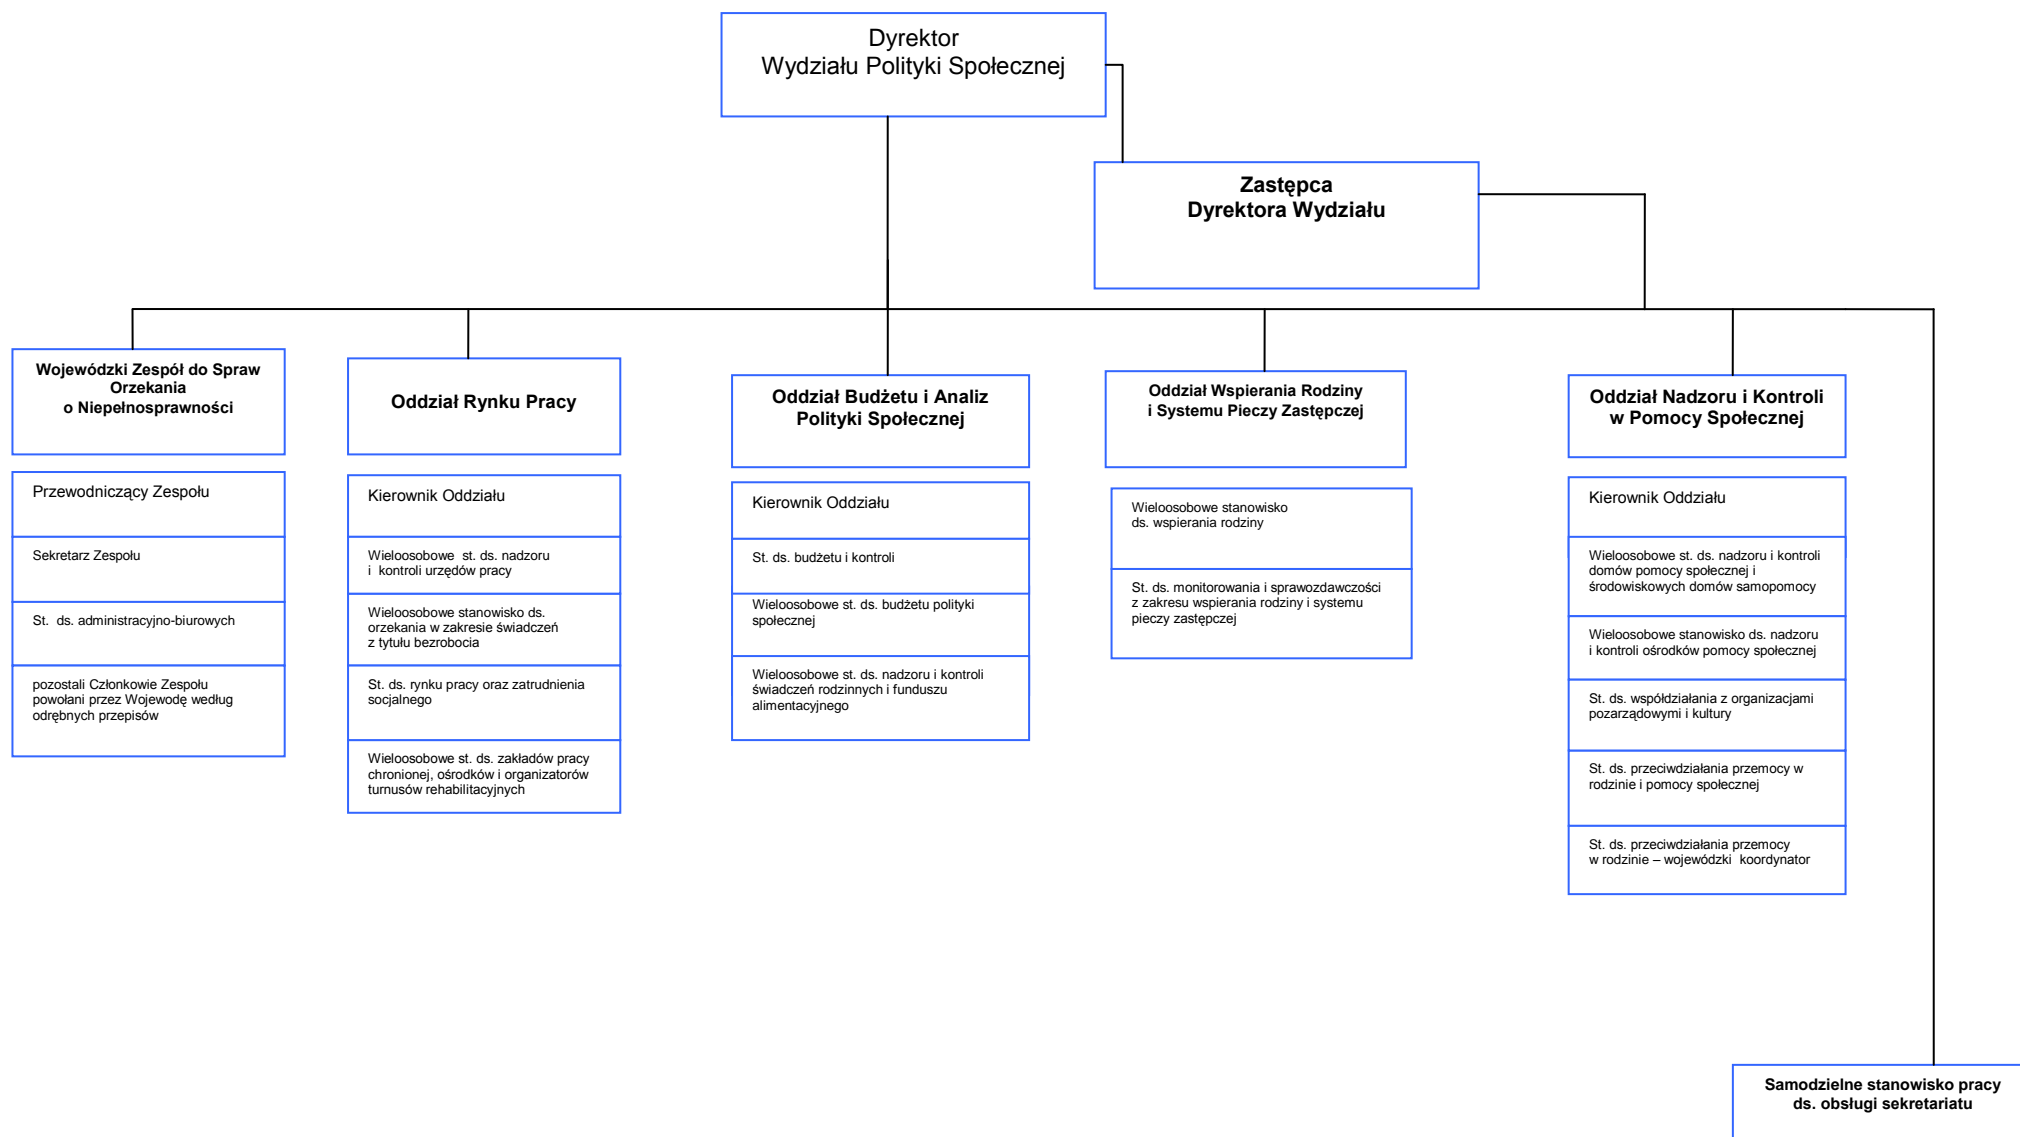 Dyrektor
Wydziału Polityki Społecznej
Zastępca
Dyrektora Wydziału
Wojewódzki Zespół do Spraw
Orzekania
o Niepełnosprawności
Przewodniczący Zespołu
Sekretarz Zespołu
St. ds. administracyjno-biurowych
pozostali Członkowie Zespołu
powołani przez Wojewodę według
odrębnych przepisów
Oddział Rynku Pracy
Kierownik Oddziału
Wieloosobowe st. ds. nadzoru
i kontroli urzędów pracy
Wieloosobowe stanowisko ds.
orzekania w zakresie świadczeń
z tytułu bezrobocia
St. ds. rynku pracy oraz zatrudnienia
socjalnego
Wieloosobowe st. ds. zakładów pracy
chronionej, ośrodków i organizatorów
turnusów rehabilitacyjnych
Oddział Budżetu i Analiz
Polityki Społecznej
Kierownik Oddziału
St. ds. budżetu i kontroli
Wieloosobowe st. ds. budżetu polityki
społecznej
Wieloosobowe st. ds. nadzoru i kontroli
świadczeń rodzinnych i funduszu
alimentacyjnego
Oddział Wspierania Rodziny
i Systemu Pieczy Zastępczej
Wieloosobowe stanowisko
ds. wspierania rodziny
St. ds. monitorowania i sprawozdawczości
z zakresu wspierania rodziny i systemu
pieczy zastępczej
Oddział Nadzoru i Kontroli
w Pomocy Społecznej
Kierownik Oddziału
Wieloosobowe st. ds. nadzoru i kontroli
domów pomocy społecznej i
środowiskowych domów samopomocy
Wieloosobowe stanowisko ds. nadzoru
i kontroli ośrodków pomocy społecznej
St. ds. współdziałania z organizacjami
pozarządowymi i kultury
St. ds. przeciwdziałania przemocy w
rodzinie i pomocy społecznej
St. ds. przeciwdziałania przemocy
w rodzinie – wojewódzki koordynator
Samodzielne stanowisko pracy
ds. obsługi sekretariatu